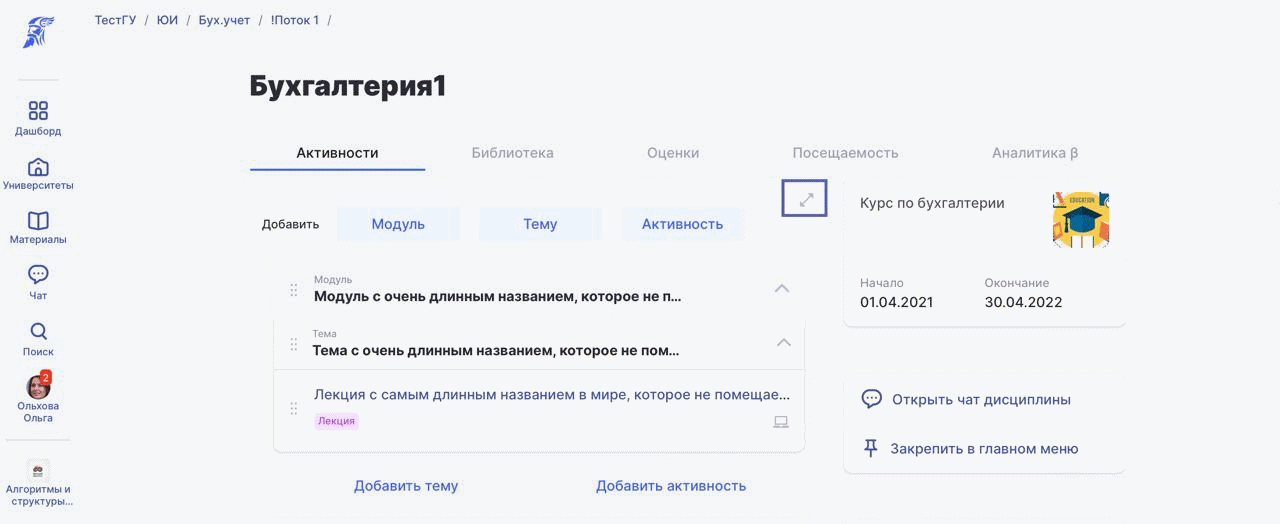 ТестГУ / ЮИ / Бух.учет / !Поток 1 /
Бухгалтерия1
Дашборд
Университеты
Материалы
Чат
Поиск
2
Ольхова
Ольга
Алгоритмы и
структуры...
Активности Библиотека Оценки Посещаемость Аналитика β
Добавить Модуль Тему Активность
Модуль
Модуль с очень длинным названием, которое не п...
Тема
Тема с очень длинным названием, которое не пом...
Лекция с самым длинным названием в мире, которое не помещае...
Лекция
Добавить тему Добавить активность
Курс по бухгалтерии
EDUCATION
Начало Окончание
01.04.2021 30.04.2022
Открыть чат дисциплины
Закрепить в главном меню